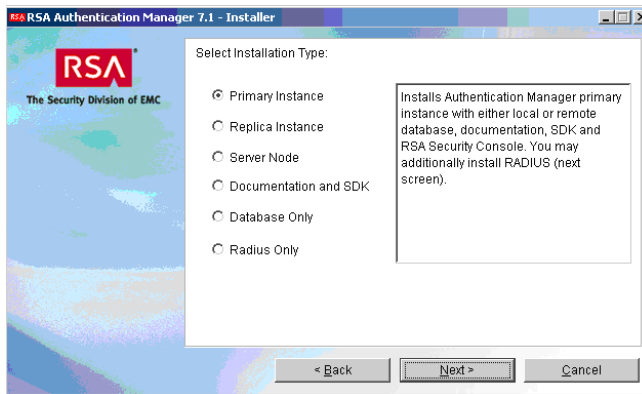 RSA Authentication Manager 7.1 - Installer
RSA
The Security Division of EMC
Select Installation Type:
Primary Instance
Replica Instance
Server Node
Documentation and SDK
Database Only
Radius Only
Installs Authentication Manager primary
instance with either local or remote
database, documentation, SDK and
RSA Security Console. You may
additionally install RADIUS (next
screen).
< Back
Next >
Cancel